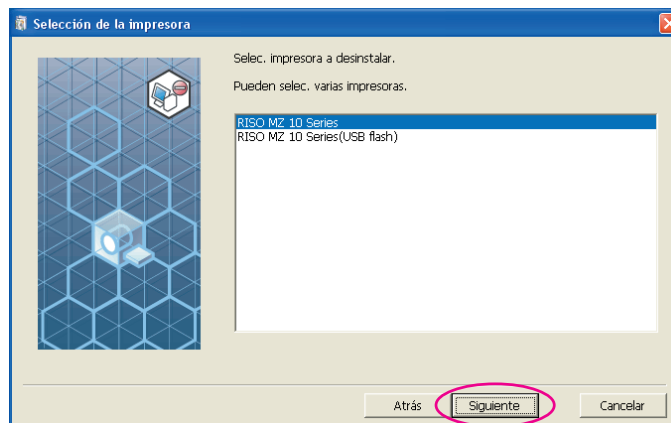 Selección de la impresora
Selec. impresora a desinstalar.
Pueden selec. varias impresoras.
RISO MZ 10 Series
RISO MZ 10 Series(USB flash)
Atrás Siguiente Cancelar